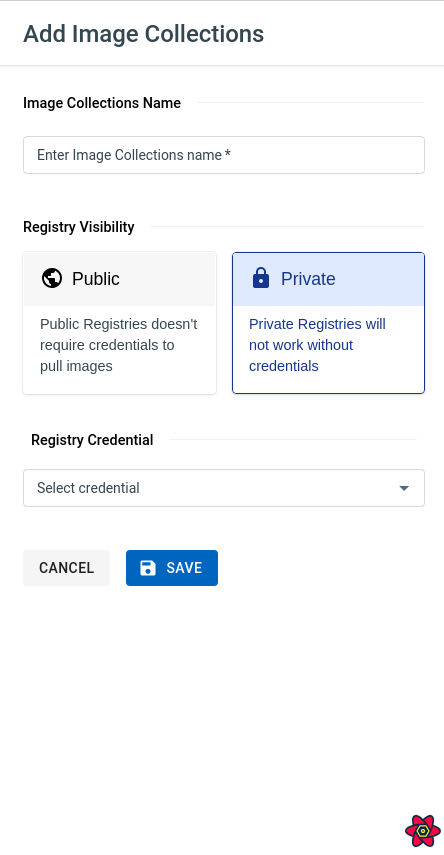 Add Image Collections
Image Collections Name
Enter Image Collections name *
Registry Visibility
Public
Public Registries doesn't
require credentials to
pull images
Private
Private Registries will
not work without
credentials
Registry Credential
Select credential
CANCEL
SAVE